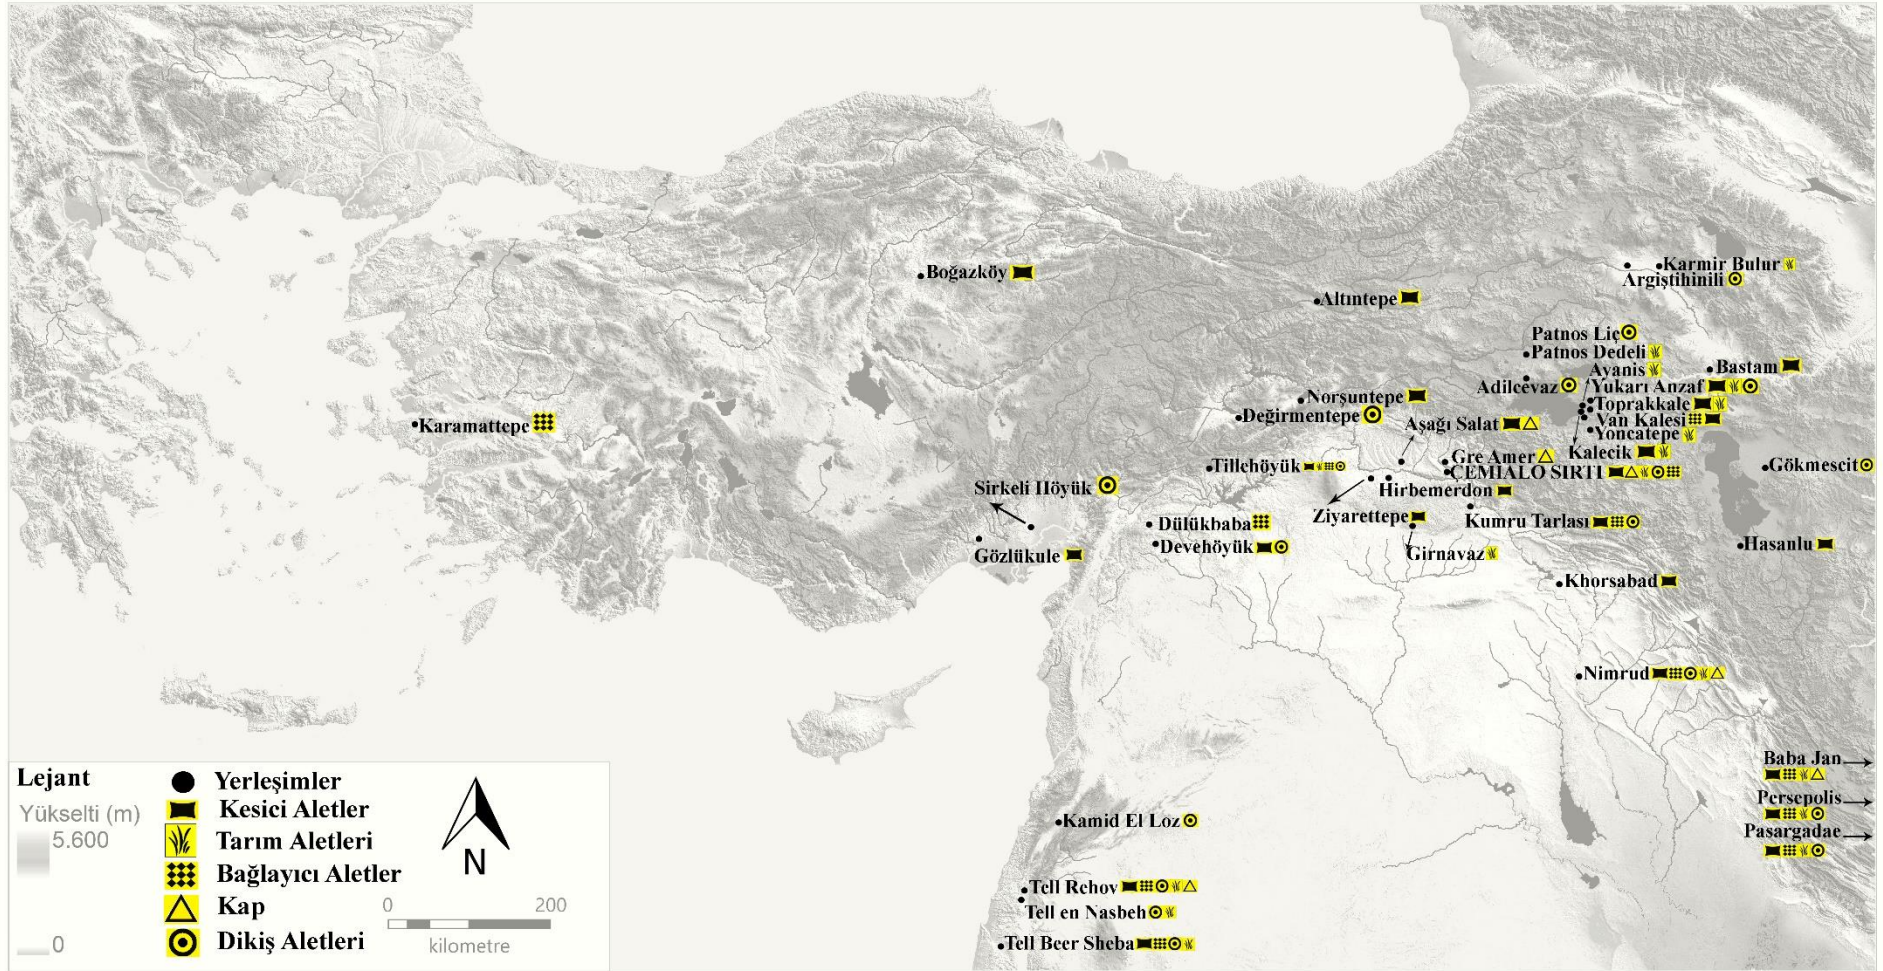 Boğazköy
Karmir Bulur
Argiştihinili
Altıntepe
Patnos Liç
Patnos Dedeli
Ayanis
Bastam
Adilcevaz
Yukarı Anzaf
Norşuntepe
Toprakkale
Değirmentepe
Van Kalesi
Karamattepe
Aşağı Salat
Yoncatepe
Kalecik
Gre Amer
Tillehöyük
CEMİALO SIRTI
Gökmescit
Sirkeli Höyük
Hirbemerdon
Ziyarettepe
Kumru Tarlası
Dülükbaba
Devehöyük
Gözlükule
Girnavaz
Hasanlu
Khorsabad
Nimrud
Baba Jan
Persepolis
Pasargadae
Kamid El Loz
Tell Rehov
Tell en Nasbeh
Tell Beer Sheba
Lejant
Yükselti (m)
5.600
0
Yerleşimler
Kesici Aletler
Tarım Aletleri
Bağlayıcı Aletler
Kap
Dikiş Aletleri
N
0 200
kilometre